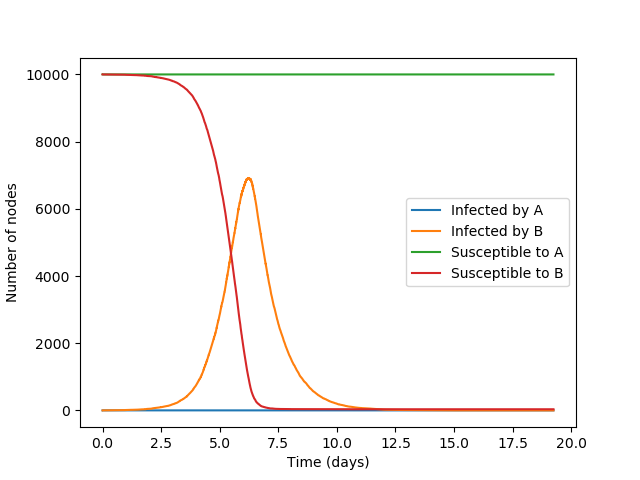 10000
8000
6000
4000
2000
0
Number of nodes
Infected by A
Infected by B
Susceptible to A
Susceptible to B
0.0 2.5 5.0 7.5 10.0 12.5 15.0 17.5 20.0
Time (days)